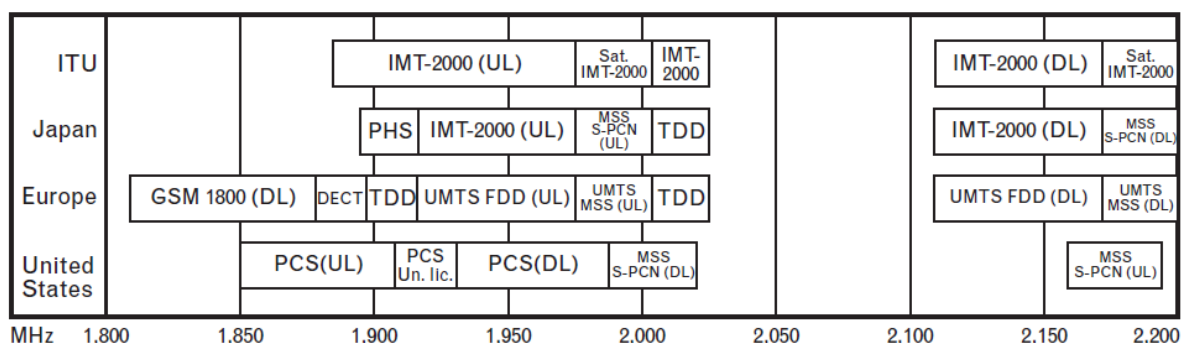 ITU
IMT-2000 (UL)
Sat.
IMT-2000
IMT-
2000
IMT-2000 (DL)
Sat.
IMT-2000
Japan
PHS
IMT-2000 (UL)
MSS
S-PCN
(UL)
TDD
IMT-2000 (DL)
MSS
S-PCN (DL)
Europe
GSM 1800 (DL)
DECT
TDD
UMTS FDD (UL)
UMTS
MSS (UL)
TDD
UMTS FDD (DL)
UMTS
MSS (DL)
United
States
PCS(UL)
PCS
Un. lic.
PCS(DL)
MSS
S-PCN (DL)
MSS
S-PCN (UL)
MHz 1.800 1.850 1.900 1.950 2.000 2.050 2.100 2.150 2.200